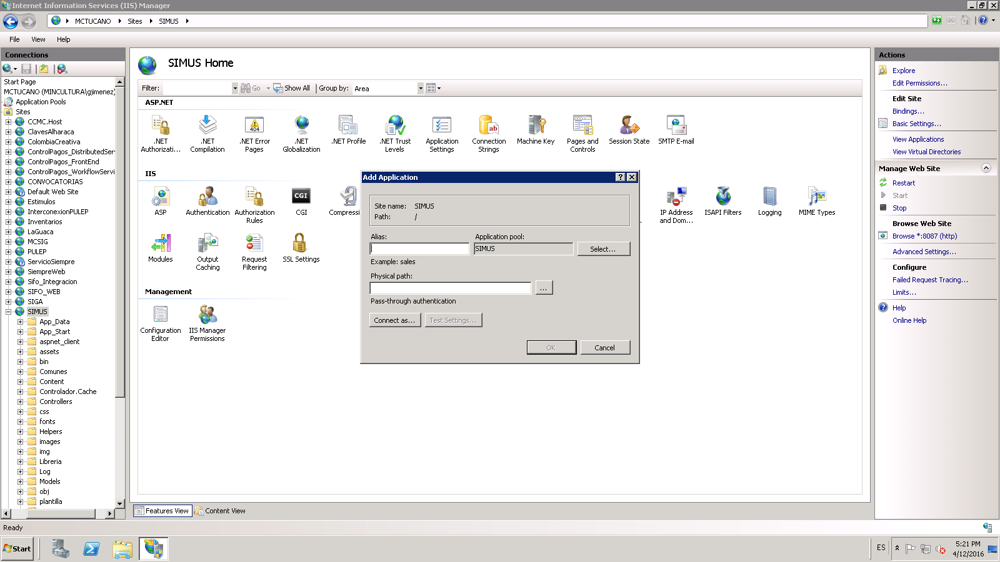 Internet Information Services (IIS) Manager
MCTUCANO
Sites
SIMUS
File
View
Help
Connections
Start Page
MCTUCANO (MINCULTURA\gjimenez)
Application Pools
Sites
CCMC.Host
ClavesAlharaca
ColombiaCreativa
ControlPagos_DistributedSer
ControlPagos_FrontEnd
ControlPagos_WorkflowServi
CONVOCATORIAS
Default Web Site
Estimulos
InterconexionPULEP
Inventarios
LaGuaca
MCSIG
PULEP
ServicioSiempre
SiempreWeb
Sifo_Integracion
SIFO_WEB
SIGA
SIMUS
App_Data
App_Start
aspnet_client
assets
bin
Comunes
Content
Controlador.Cache
Controllers
css
fonts
Helpers
images
img
Libreria
Log
Models
obj
plantilla
SIMUS Home
Filter:
Go
Show All
Group by:
Area
ASP.NET
.NET Authorizati...
.NET Compilation
.NET Error Pages
.NET Globalization
.NET Profile
.NET Trust Levels
Application Settings
Connection Strings
Machine Key
Pages and Controls
Session State
SMTP E-mail
IIS
ASP
Authentication
Authorization Rules
CGI
Compressi
IP Address and Dom...
ISAPI Filters
Logging
MIME Types
Modules
Output Caching
Request Filtering
SSL Settings
Management
Configuration Editor
IIS Manager Permissions
Add Application
Site name: SIMUS
Path: /
Alias:
Application pool:
SIMUS
Select...
Example: sales
Physical path:
...
Pass-through authentication
Connect as...
Test Settings...
OK
Cancel
Features View
Content View
Actions
Explore
Edit Permissions...
Edit Site
Bindings...
Basic Settings...
View Applications
View Virtual Directories
Manage Web Site
Restart
Start
Stop
Browse Web Site
Browse *:8087 (http)
Advanced Settings...
Configure
Failed Request Tracing...
Limits...
Help
Online Help
Ready
Start
ES
5:21 PM
4/12/2016